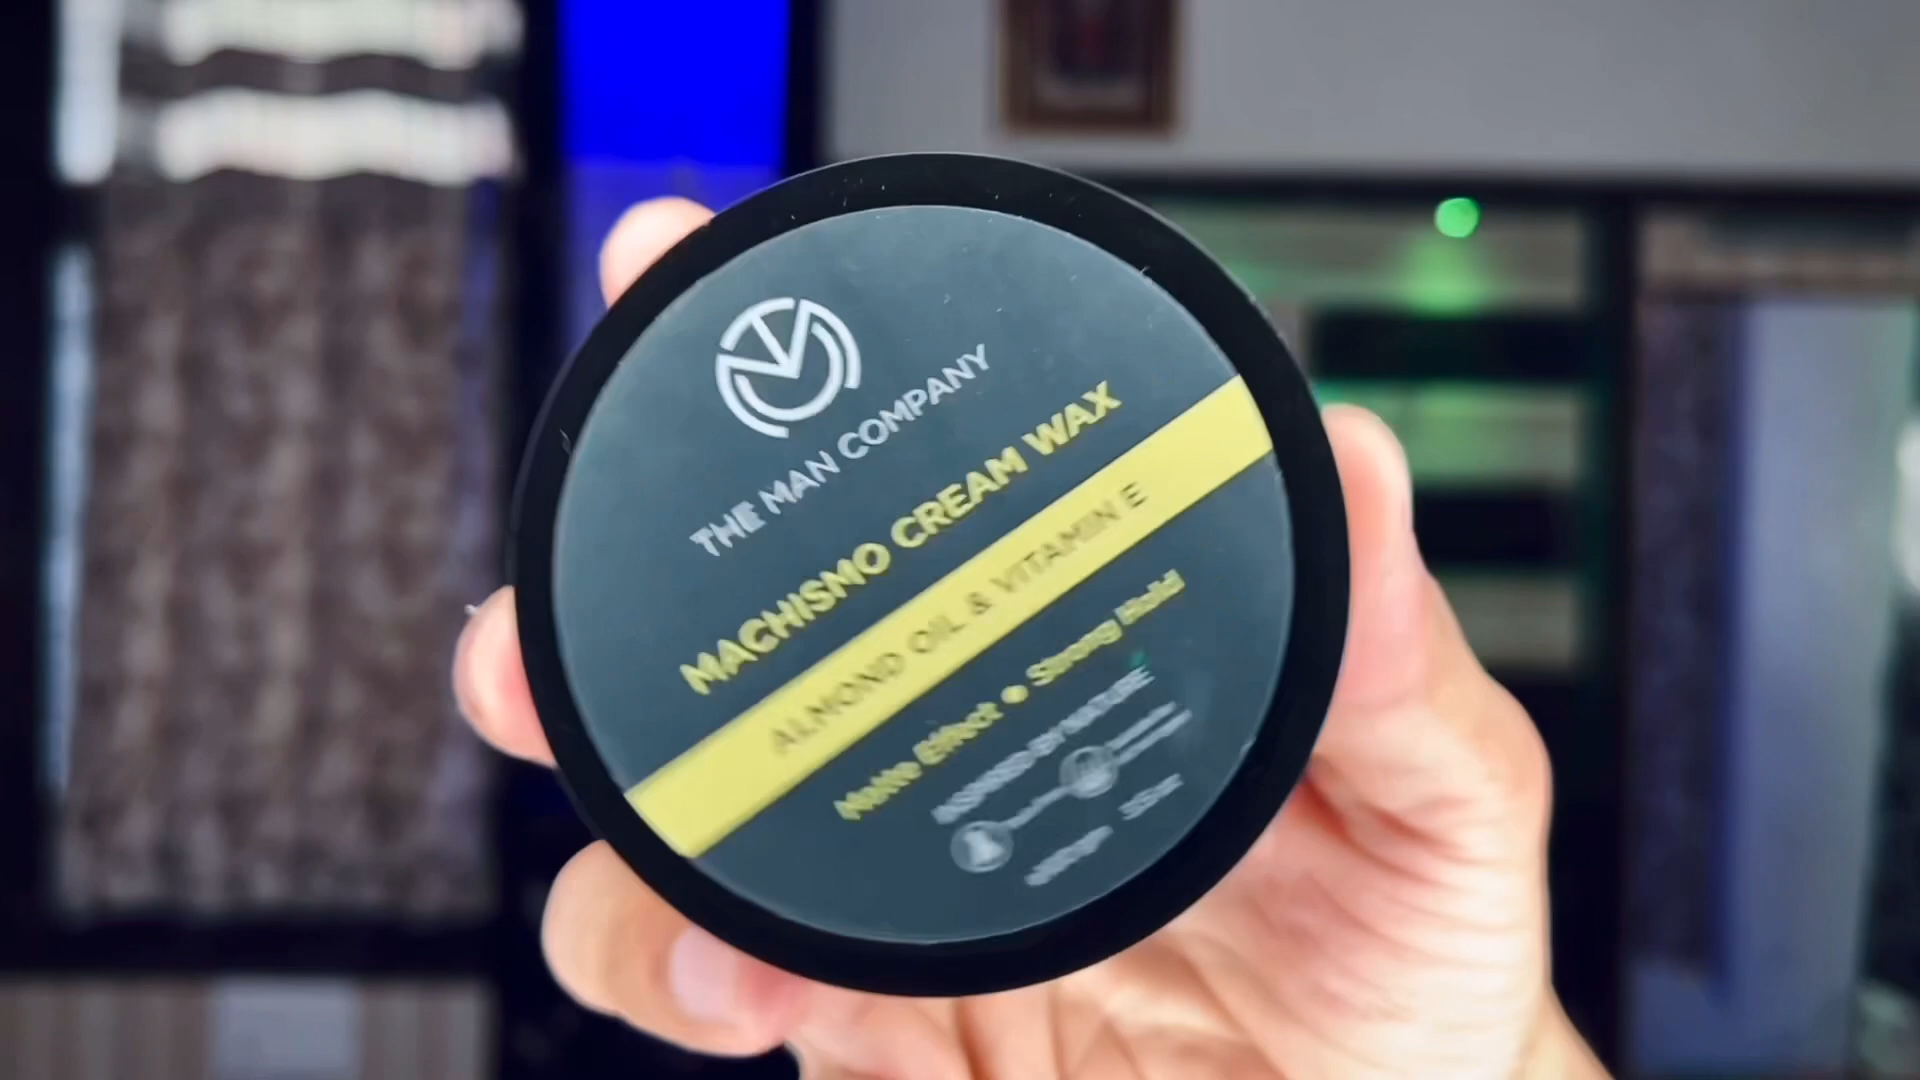 THE MAN COMPANY
MACHISMO CREAM WAX
ALMOND OIL & VITAMIN E
Matte Effect • Strong Hold